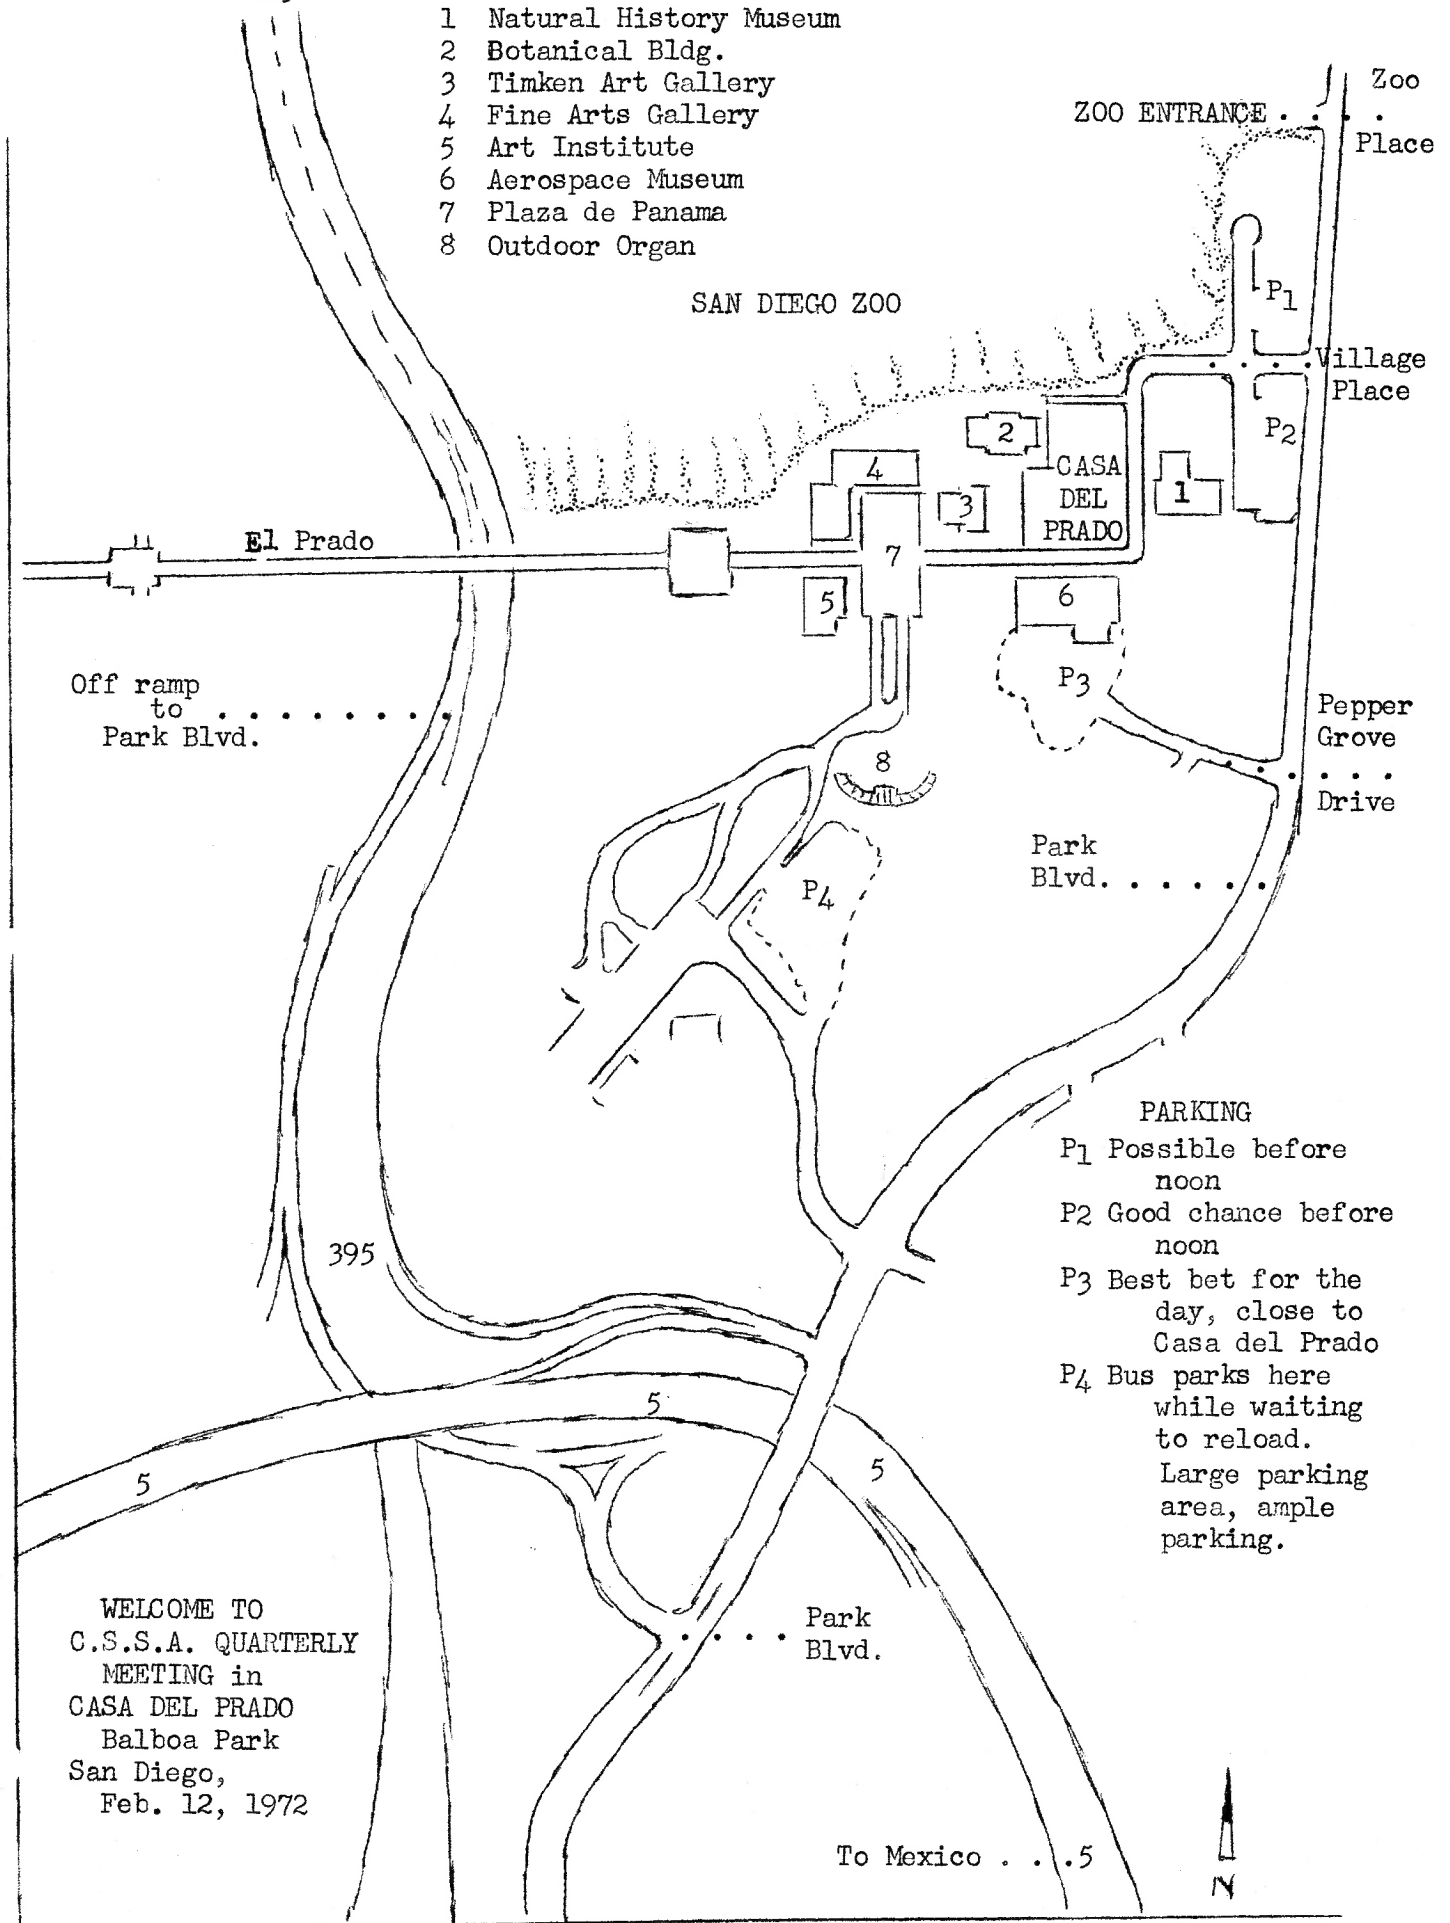 1 Natural History Museum
2 Botanical Bldg.
3 Timken Art Gallery
4 Fine Arts Gallery
5 Art Institute
6 Aerospace Museum
7 Plaza de Panama
8 Outdoor Organ
Zoo
ZOO ENTRANCE . . . .
Place
SAN DIEGO ZOO
P1
Village
Place
P2
2
4
CASA
DEL
PRADO
3
1
El Prado
7
5
6
P3
Off ramp
to . . . . . . . .
Park Blvd.
Pepper
Grove
. . . . . .
Drive
8
Park
Blvd. . . . . .
P4
PARKING
P1 Possible before
noon
P2 Good chance before
noon
P3 Best bet for the
day, close to
Casa del Prado
P4 Bus parks here
while waiting
to reload.
Large parking
area, ample
parking.
395
5
5
5
WELCOME TO
C.S.S.A. QUARTERLY
MEETING in
CASA DEL PRADO
Balboa Park
San Diego,
Feb. 12, 1972
. . . . Park
Blvd.
To Mexico . . .5
N